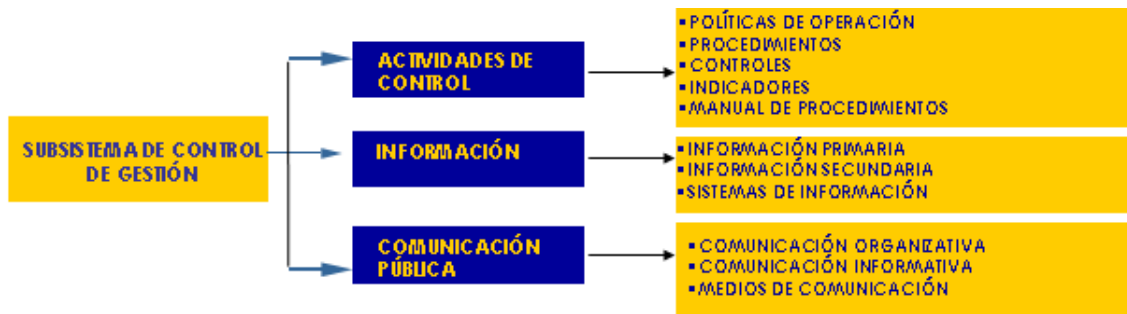 SUBSISTEMA DE CONTROL
DE GESTIÓN
ACTIVIDADES DE
CONTROL
▪POLÍTICAS DE OPERACIÓN
▪PROCEDIMIENTOS
▪CONTROLES
▪INDICADORES
▪MANUAL DE PROCEDIMIENTOS
INFORMACIÓN
▪INFORMACIÓN PRIMARIA
▪INFORMACIÓN SECUNDARIA
▪SISTEMAS DE INFORMACIÓN
COMUNICACIÓN
PÚBLICA
▪COMUNICACIÓN ORGANIZATIVA
▪COMUNICACIÓN INFORMATIVA
▪MEDIOS DE COMUNICACIÓN